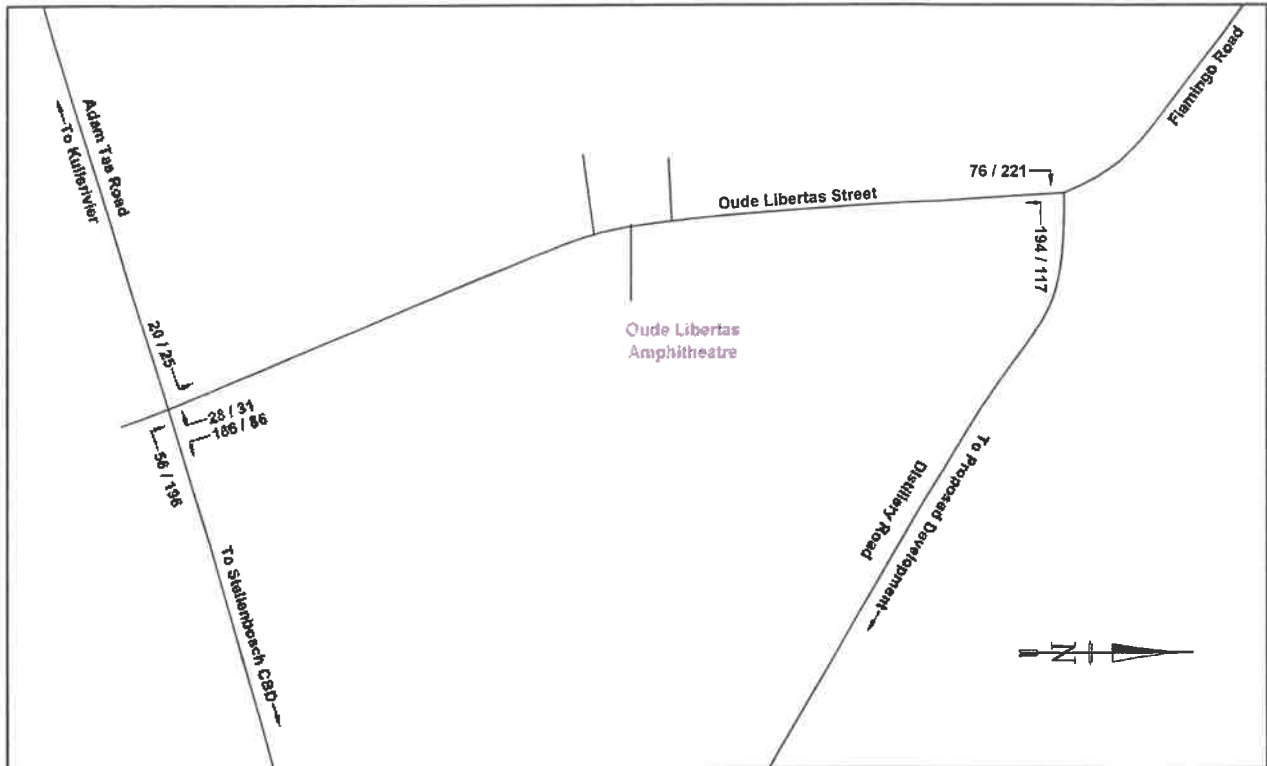 Flamingo Road
Adam Tas Road
To Kuilsrivier
76 / 221
Oude Libertas Street
194 / 117
Oude Libertas
Amphitheatre
20 / 25
28 / 31
186 / 86
56 / 196
To Stellenbosch CBD
Distillery Road
To Proposed Development
N